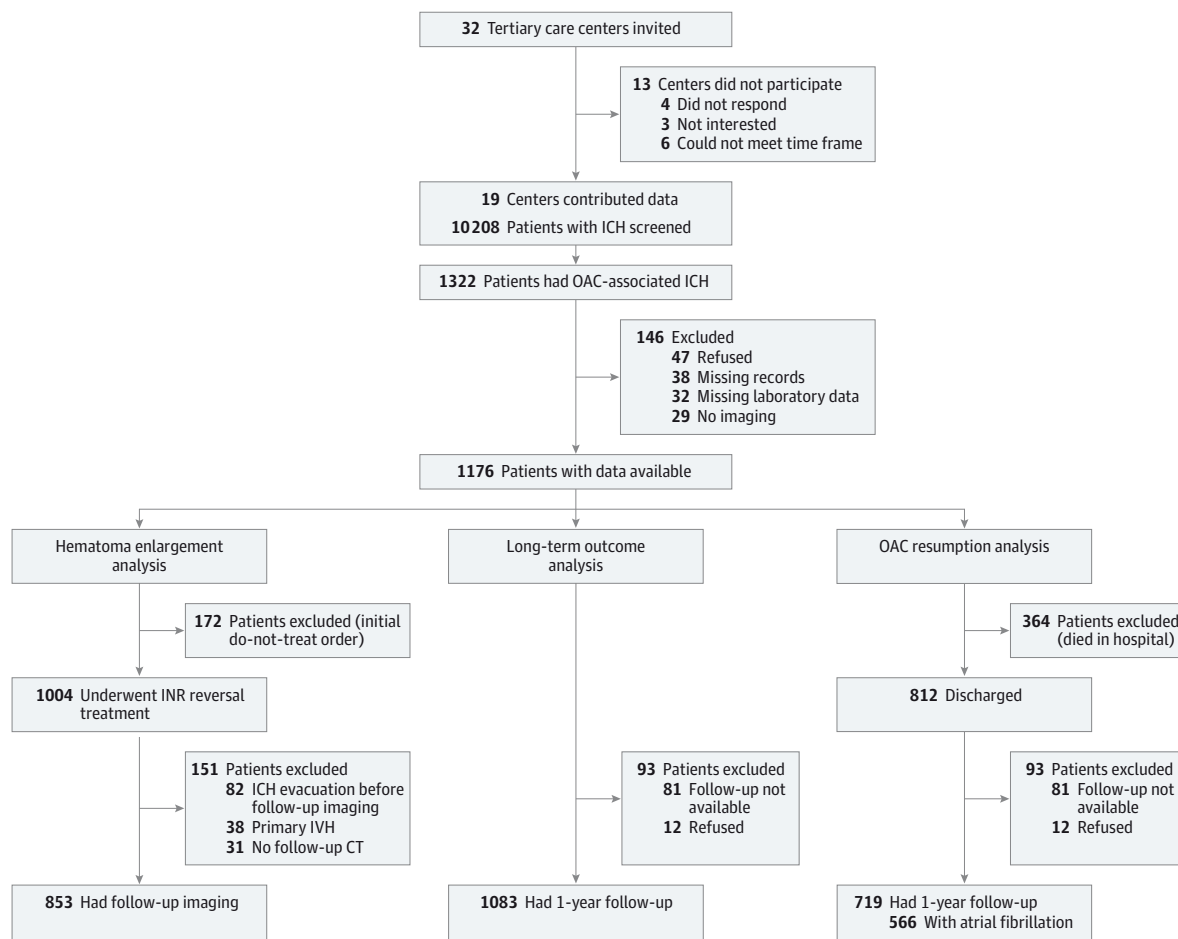 32 Tertiary care centers invited
13 Centers did not participate
4 Did not respond
3 Not interested
6 Could not meet time frame
19 Centers contributed data
10208 Patients with ICH screened
1322 Patients had OAC-associated ICH
146 Excluded
47 Refused
38 Missing records
32 Missing laboratory data
29 No imaging
1176 Patients with data available
Hematoma enlargement
analysis
172 Patients excluded (initial
do-not-treat order)
1004 Underwent INR reversal
treatment
151 Patients excluded
82 ICH evacuation before
follow-up imaging
38 Primary IVH
31 No follow-up CT
853 Had follow-up imaging
Long-term outcome
analysis
93 Patients excluded
81 Follow-up not
available
12 Refused
1083 Had 1-year follow-up
OAC resumption analysis
364 Patients excluded
(died in hospital)
812 Discharged
93 Patients excluded
81 Follow-up not
available
12 Refused
719 Had 1-year follow-up
566 With atrial fibrillation